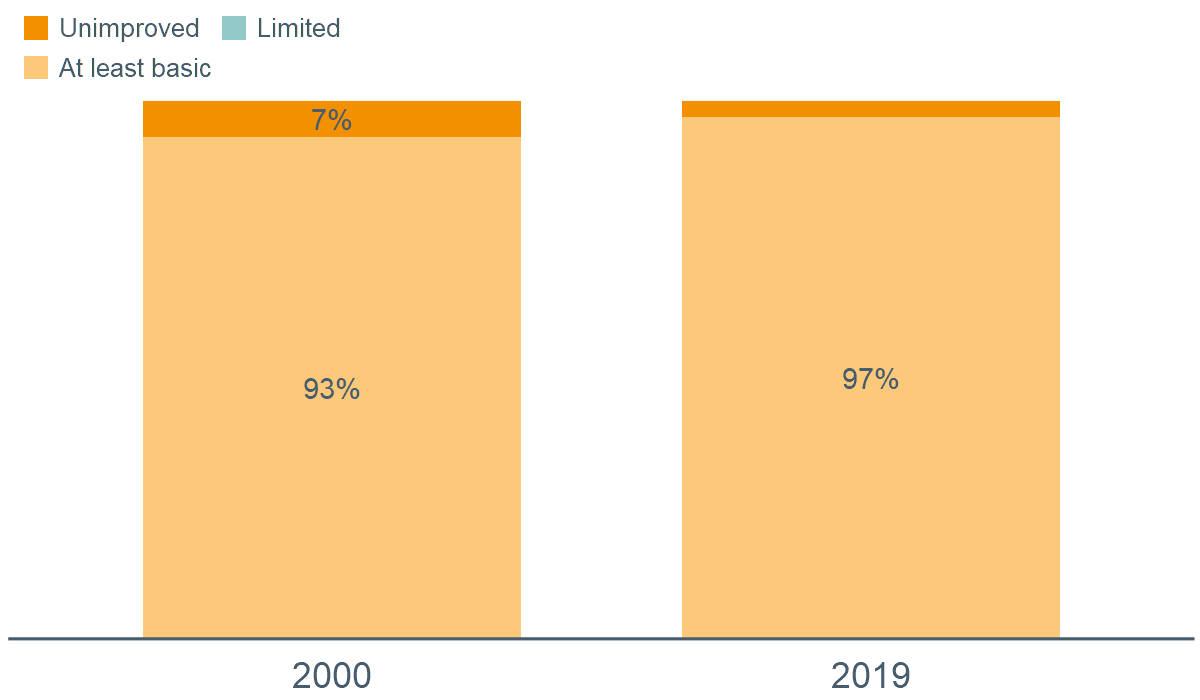 Unimproved Limited
At least basic
7%
93%
97%
2000 2019